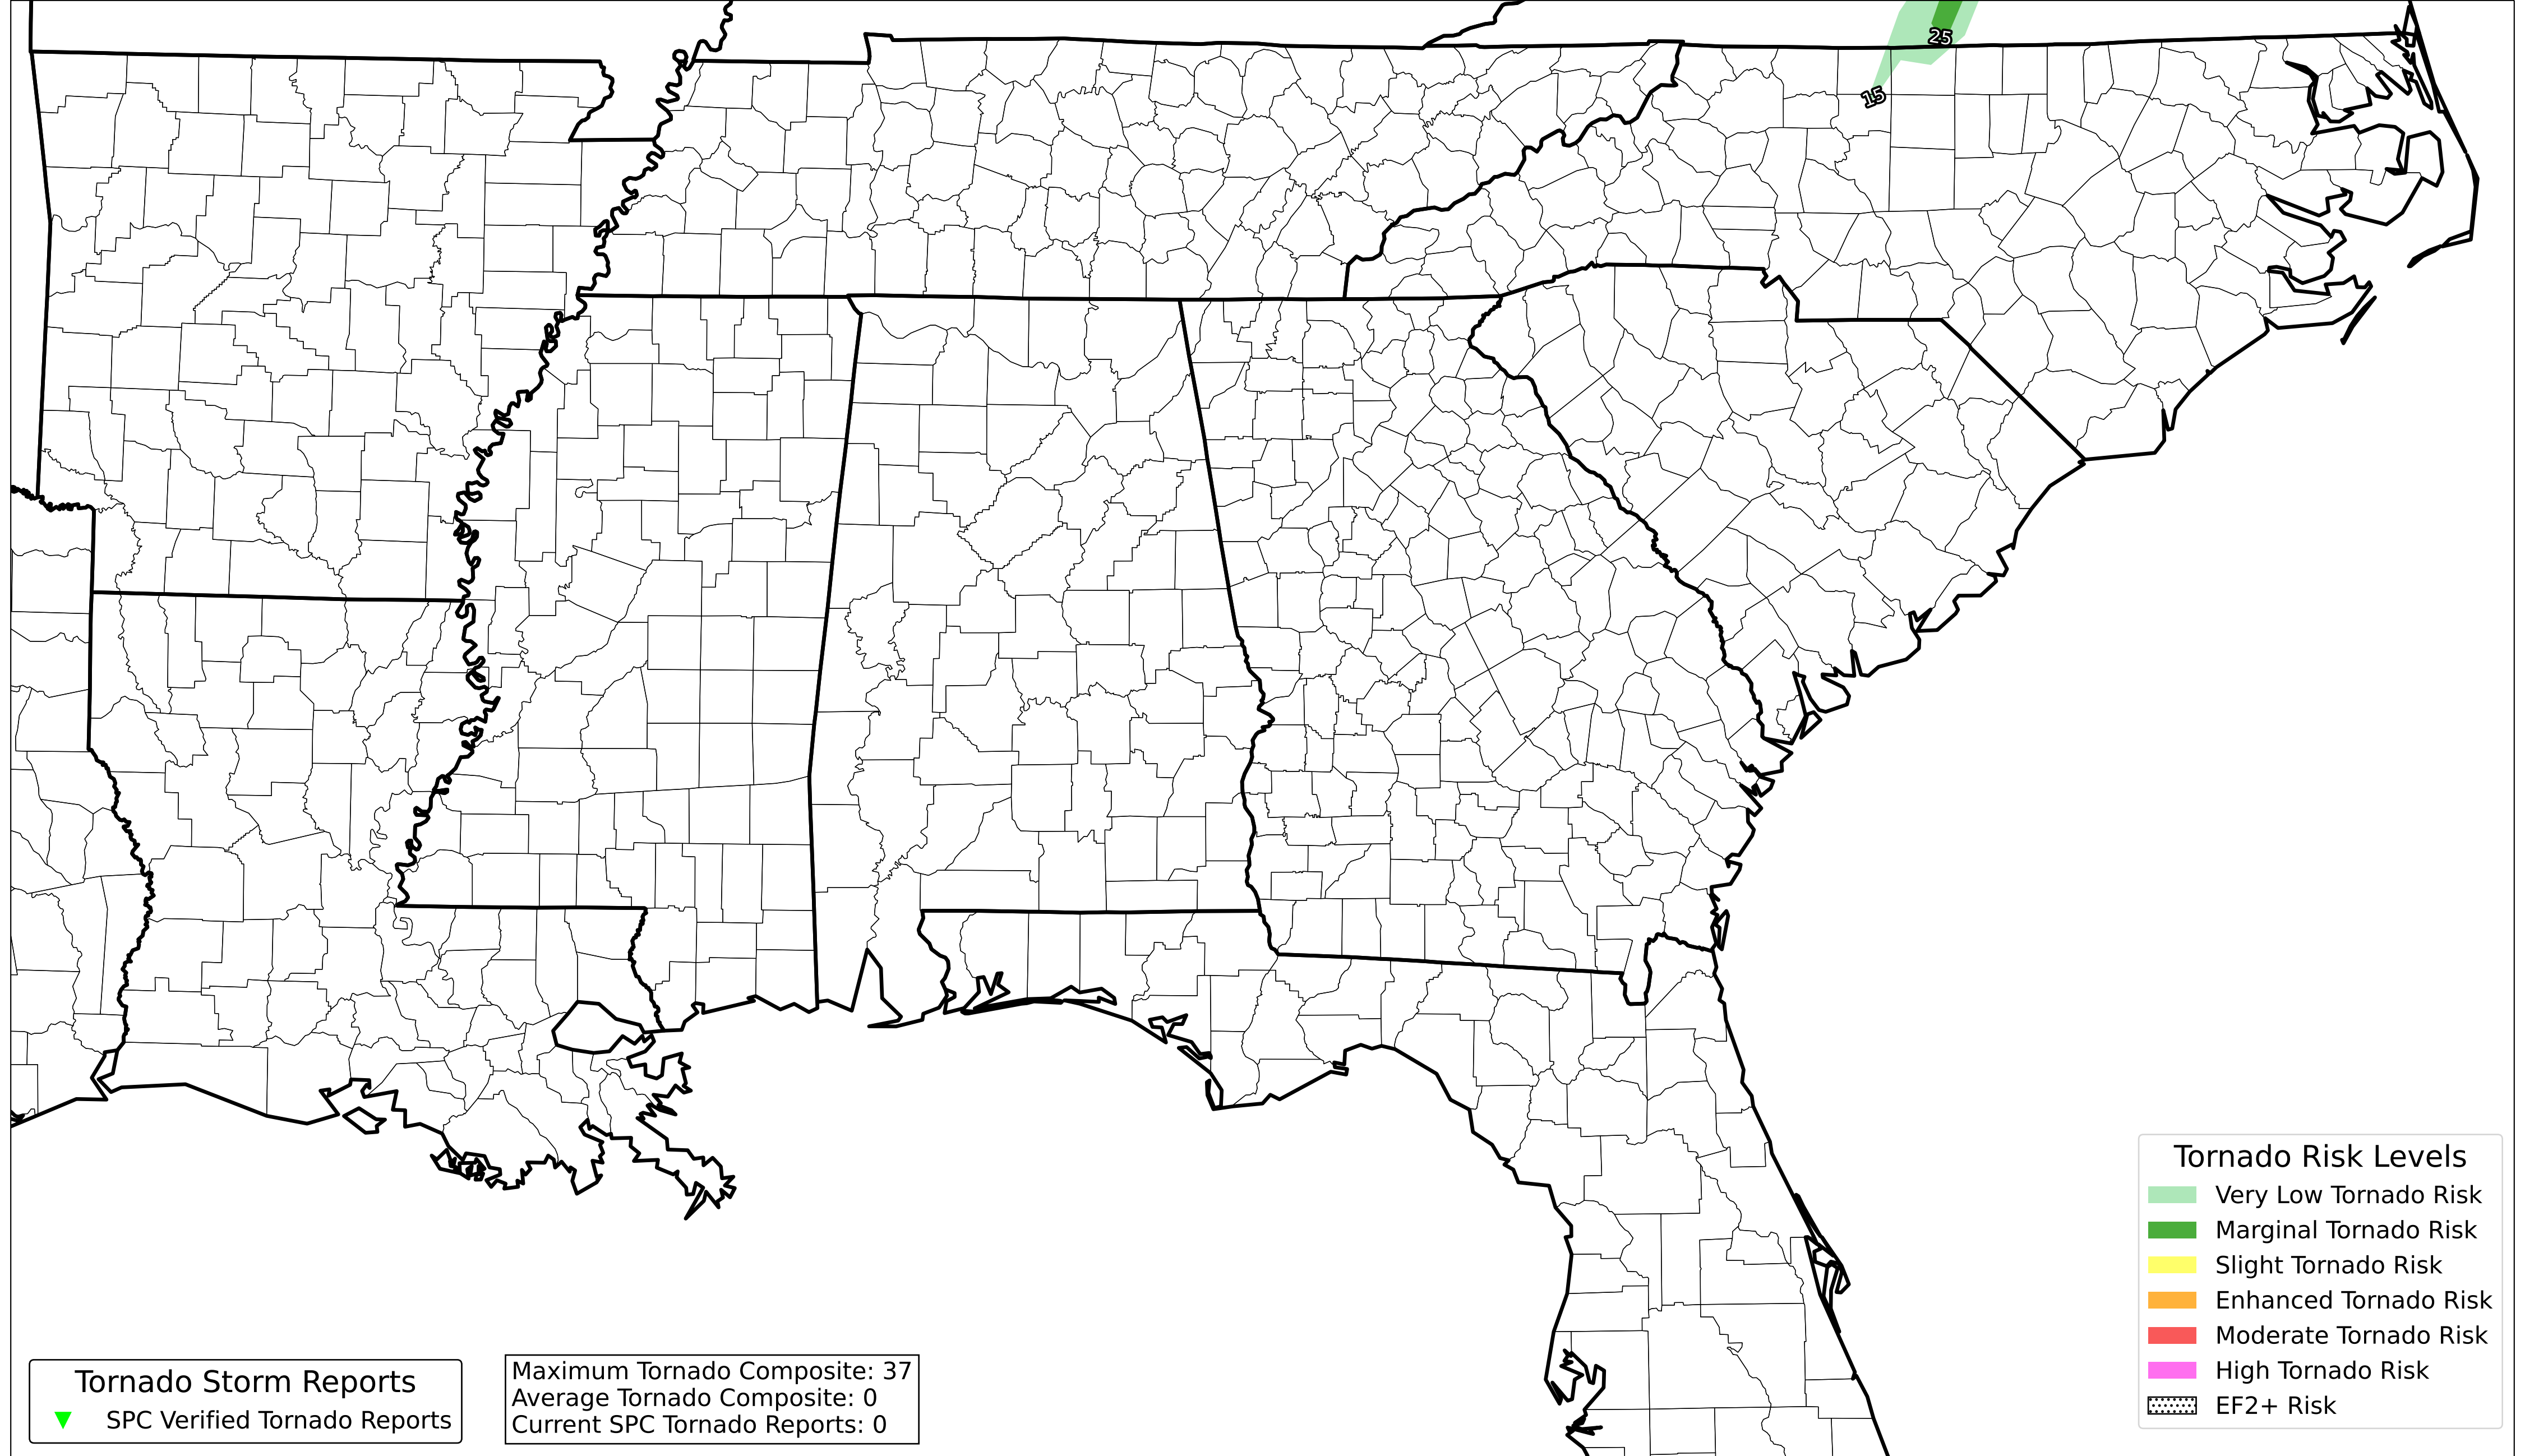 25
15
Tornado Risk Levels
Very Low Tornado Risk
Marginal Tornado Risk
Slight Tornado Risk
Enhanced Tornado Risk
Moderate Tornado Risk
High Tornado Risk
EF2+ Risk
Tornado Storm Reports
SPC Verified Tornado Reports
Maximum Tornado Composite: 37
Average Tornado Composite: 0
Current SPC Tornado Reports: 0